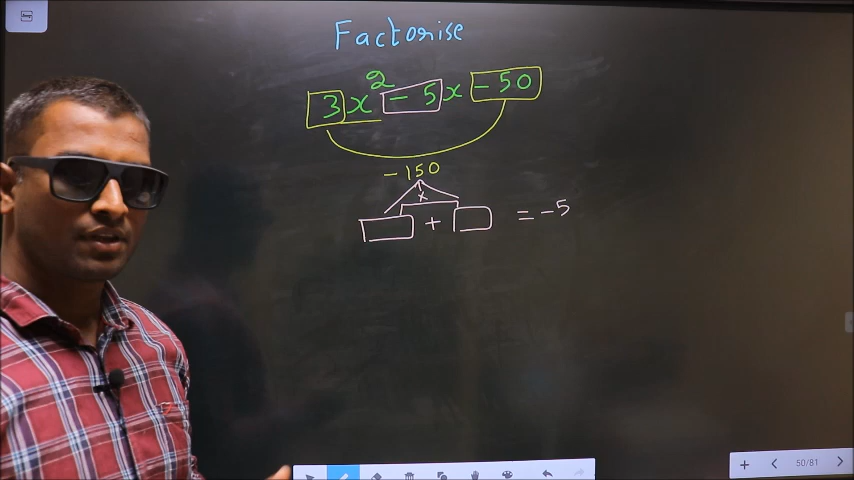 Factorise
3x² - 5x - 50
- 150
x
+ = -5
50/81